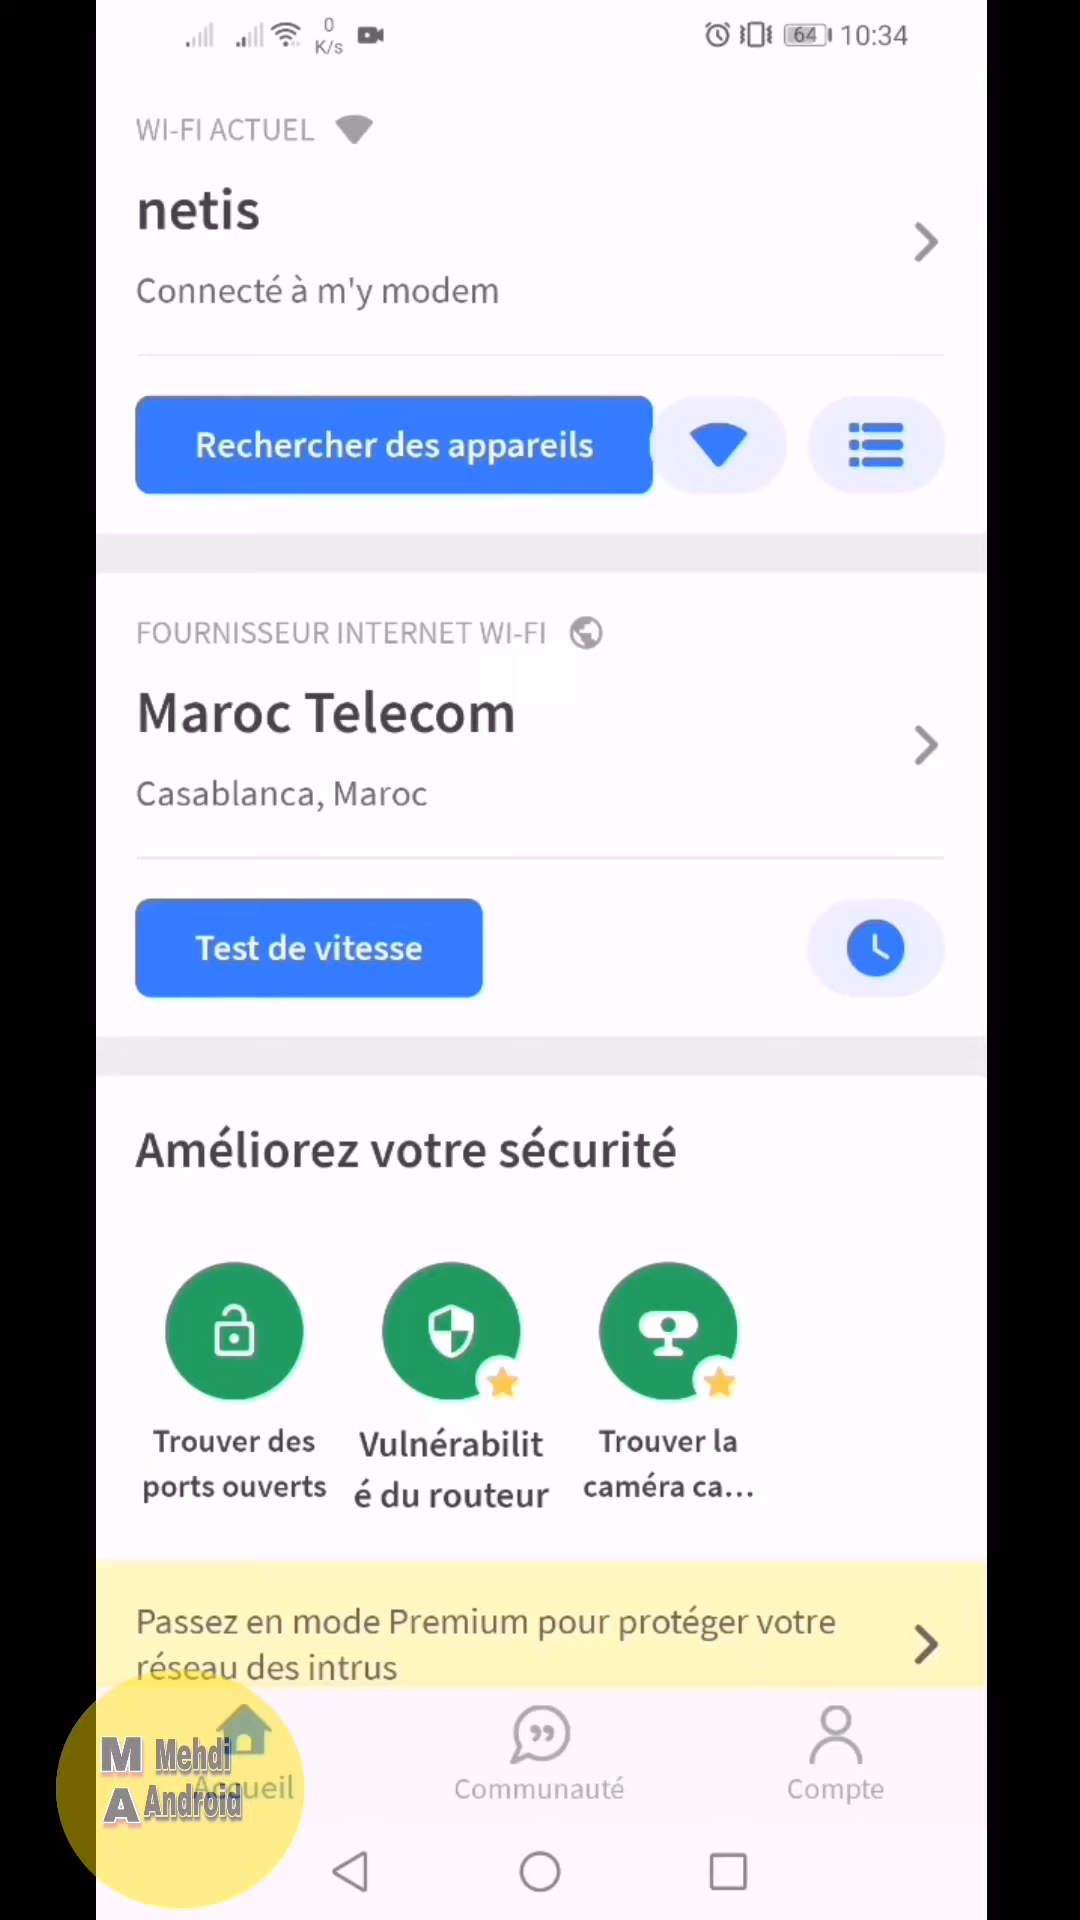 0
K/s
64
10:34
WI-FI ACTUEL
netis
Connecté à m'y modem
Rechercher des appareils
FOURNISSEUR INTERNET WI-FI
Maroc Telecom
Casablanca, Maroc
Test de vitesse
Améliorez votre sécurité
Trouver des
ports ouverts
Vulnérabilit
é du routeur
Trouver la
caméra ca...
Passez en mode Premium pour protéger votre
réseau des intrus
M Mehdi
A Android
Accueil
Communauté
Compte